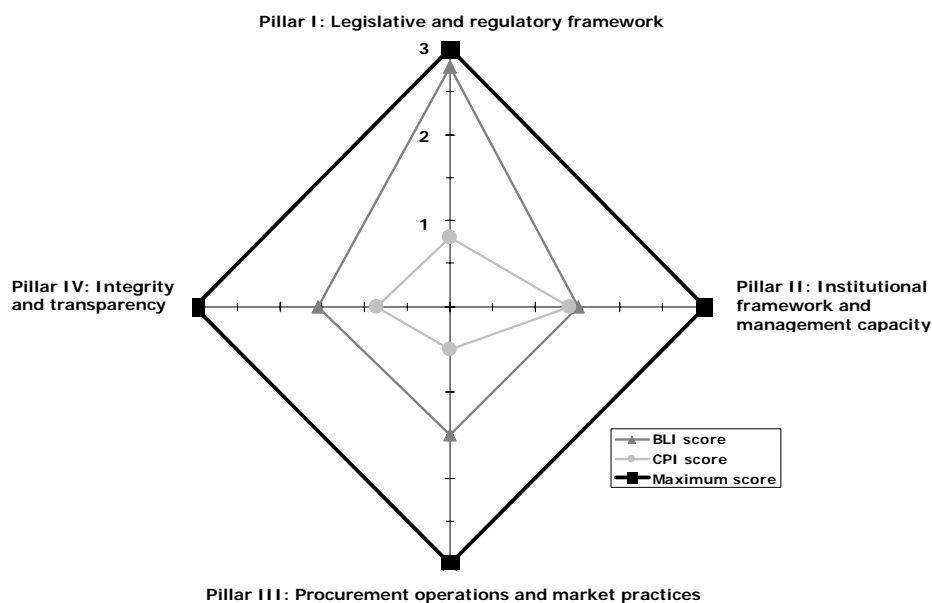 Pillar I: Legislative and regulatory framework
3
2
1
Pillar IV: Integrity
and transparency
Pillar II: Institutional
framework and
management capacity
BLI score
CPI score
Maximum score
Pillar III: Procurement operations and market practices